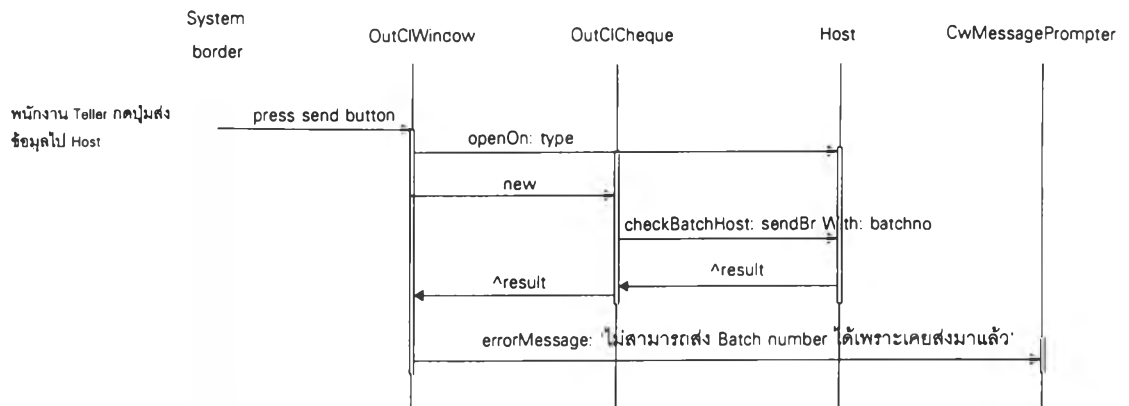 System
border
OutClWincow
OutClCheque
Host
CwMessagePrompter
พนักงาน Teller กดปุ่มส่ง
ข้อมูลไป Host
press send button
openOn: type
new
checkBatchHost: sendBr With: batchno
^result
^result
errorMessage: 'ไม่สามารถส่ง Batch number ได้เพราะเคยส่งมาแล้ว'